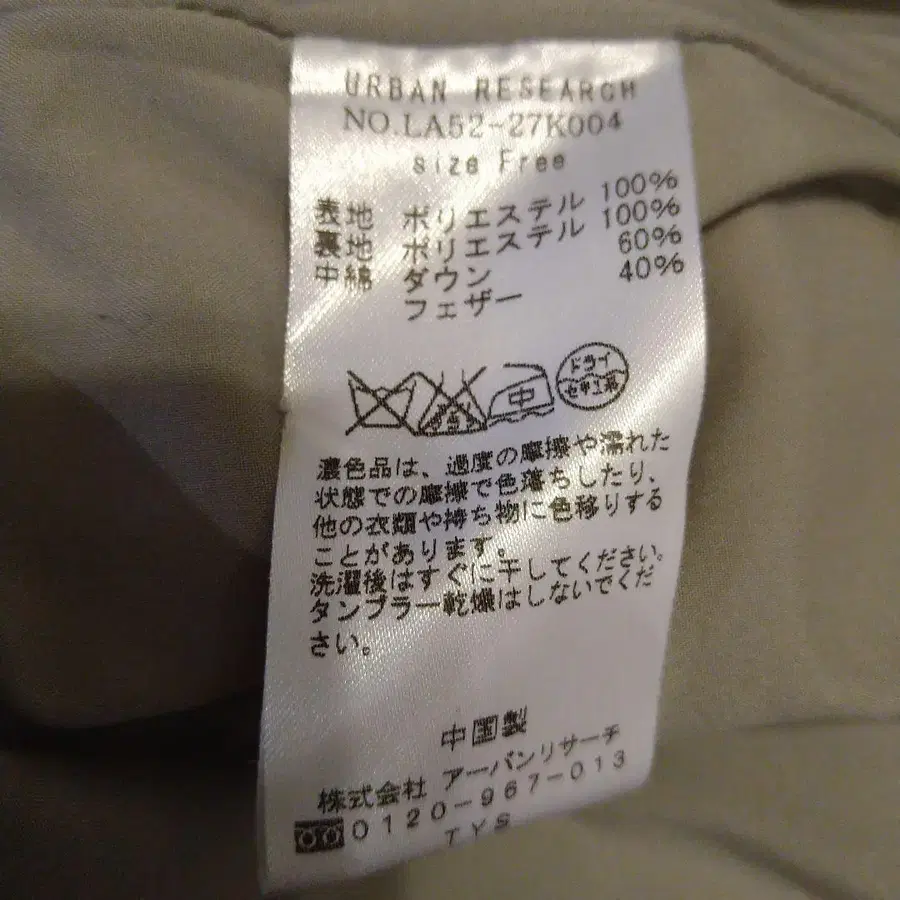 URBAN RESEARCH
NO.LA52-27K004
size Free
表地 ポリエステル 100%
裏地 ポリエステル 100%
中綿 ダウン 60%
フェザー 40%
中 ドライ
セキユ系
濃色品は、過度の摩擦や濡れた
状態での摩擦で色落ちしたり、
他の衣類や持ち物に色移りする
ことがあります。
洗濯後はすぐに干してください。
タンブラー乾燥はしないでくだ
さい。
中国製
株式会社 アーバンリサーチ
0120-967-013
TYS